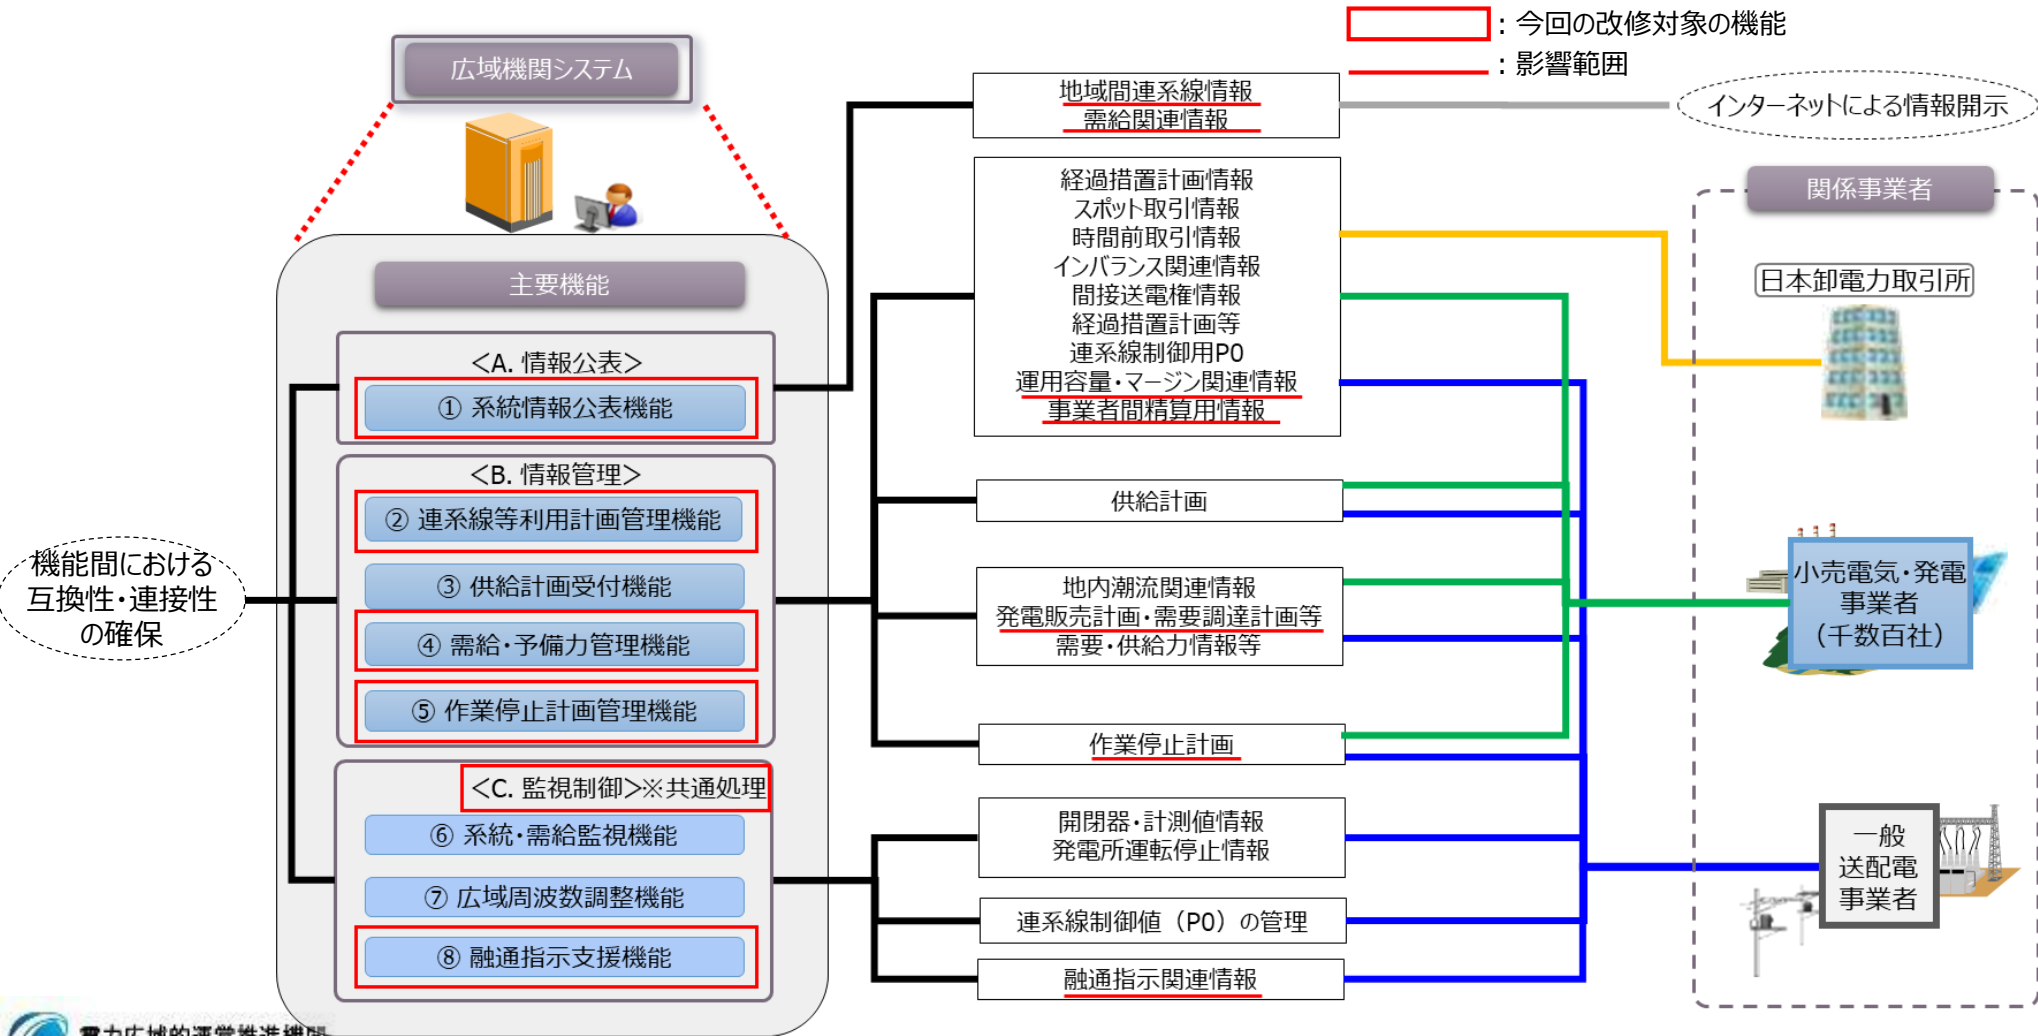 ：今回の改修対象の機能
：影響範囲
広域機関システム
主要機能
＜A. 情報公表＞
① 系統情報公表機能
＜B. 情報管理＞
② 連系線等利用計画管理機能
③ 供給計画受付機能
④ 需給・予備力管理機能
⑤ 作業停止計画管理機能
＜C. 監視制御＞※共通処理
⑥ 系統・需給監視機能
⑦ 広域周波数調整機能
⑧ 融通指示支援機能
機能間における
互換性・連接性
の確保
地域間連系線情報
需給関連情報
経過措置計画情報
スポット取引情報
時間前取引情報
インバランス関連情報
間接送電権情報
経過措置計画等
連系線制御用P0
運用容量・マージン関連情報
事業者間精算用情報
供給計画
地内潮流関連情報
発電販売計画・需要調達計画等
需要・供給力情報等
作業停止計画
開閉器・計測値情報
発電所運転停止情報
連系線制御値（P0）の管理
融通指示関連情報
インターネットによる情報開示
関係事業者
日本卸電力取引所
小売電気・発電
事業者
（千数百社）
一般
送配電
事業者
電力広域的運営推進機関